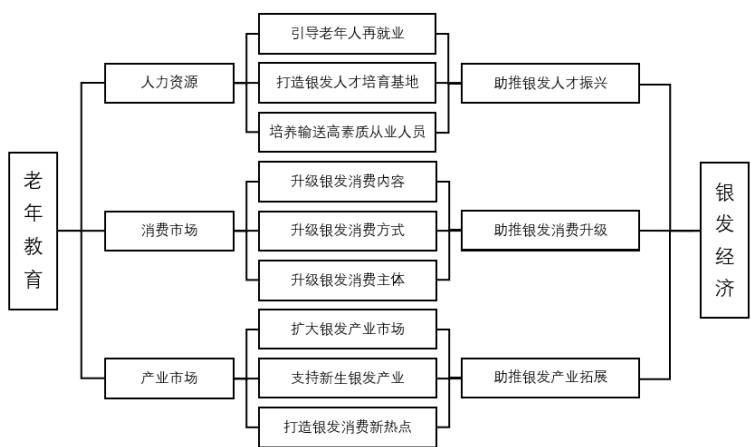 老年教育
人力资源
引导老年人再就业
打造银发人才培育基地
培养输送高素质从业人员
助推银发人才振兴
消费市场
升级银发消费内容
升级银发消费方式
升级银发消费主体
助推银发消费升级
产业市场
扩大银发产业市场
支持新生银发产业
打造银发消费新热点
助推银发产业拓展
银发经济